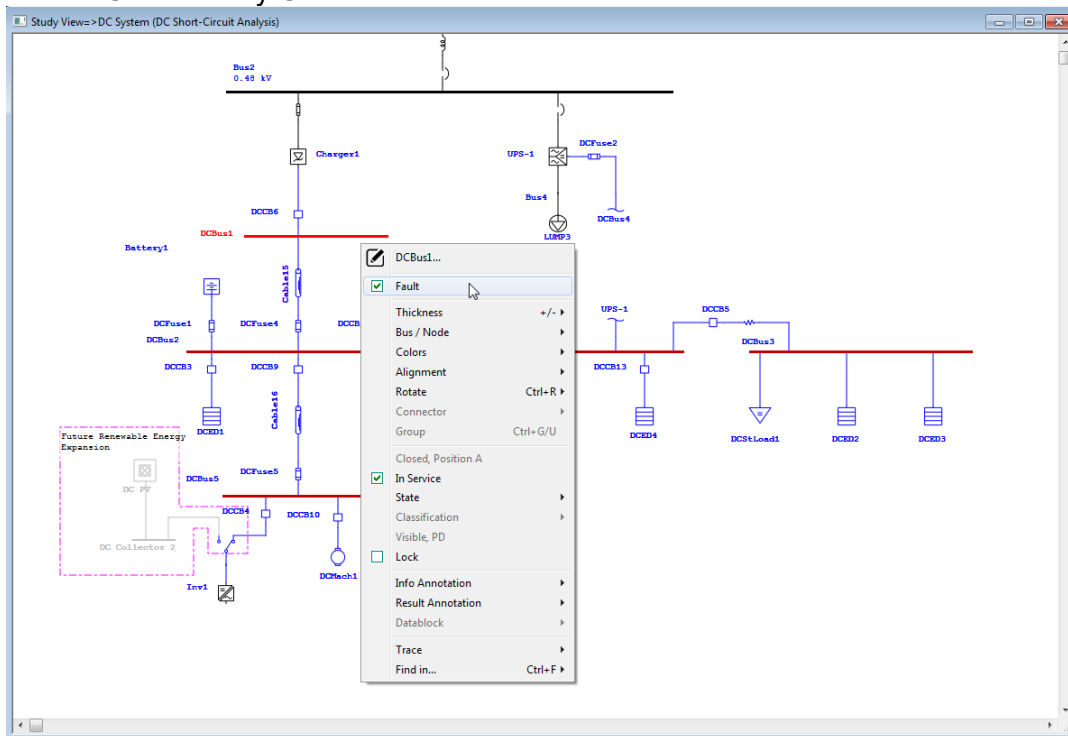 Study View=>DC System (DC Short-Circuit Analysis)
Bus2
0.48 kV
Charger1
UPS-1
DCFuse2
Bus4
DCBus4
LUMP3
DCCB6
DCBus1
Battery1
Cable15
DCFuse1
DCFuse4
DCCB
DCBus2
DCCB3
DCCB9
Cable16
DCED1
Future Renewable Energy
Expansion
DC PV
DCBus5
DCFuse5
DCCB4
DCCB10
DC Collector 2
DCMach1
Inv1
DCBus1...
Fault
Thickness +/-
Bus / Node
Colors
Alignment
Rotate Ctrl+R
Connector
Group Ctrl+G/U
Closed, Position A
In Service
State
Classification
Visible, PD
Lock
Info Annotation
Result Annotation
Datablock
Trace
Find in... Ctrl+F
UPS-1
DCCB5
DCBus3
DCCB13
DCED4
DCStLoad1
DCED2
DCED3